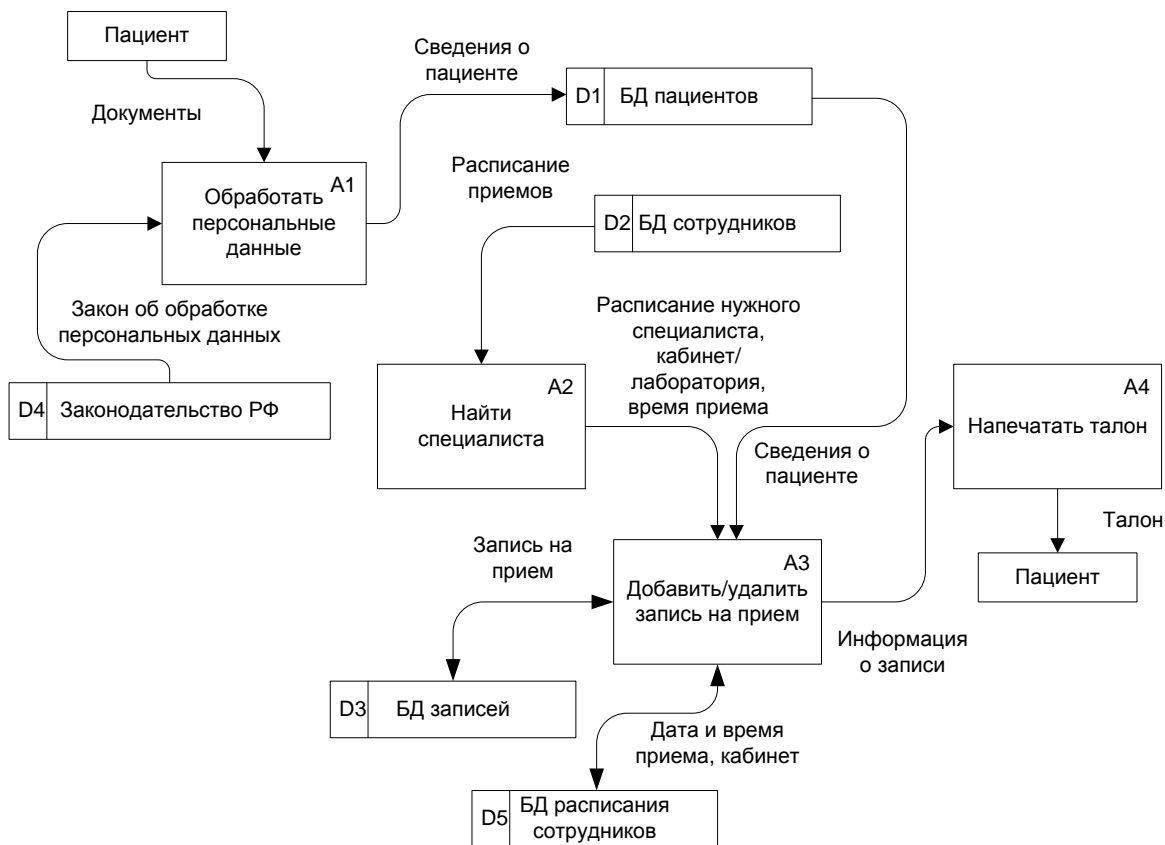 Пациент
Документы
Сведения о
пациенте
D1
БД пациентов
A1
Обработать
персональные
данные
Расписание
приемов
D2
БД сотрудников
Закон об обработке
персональных данных
D4
Законодательство РФ
Расписание нужного
специалиста,
кабинет/
лаборатория,
время приема
A2
Найти
специалиста
Сведения о
пациенте
A4
Напечатать талон
Талон
Пациент
Запись на
прием
A3
Добавить/удалить
запись на прием
Информация
о записи
D3
БД записей
Дата и время
приема, кабинет
D5
БД расписания
сотрудников